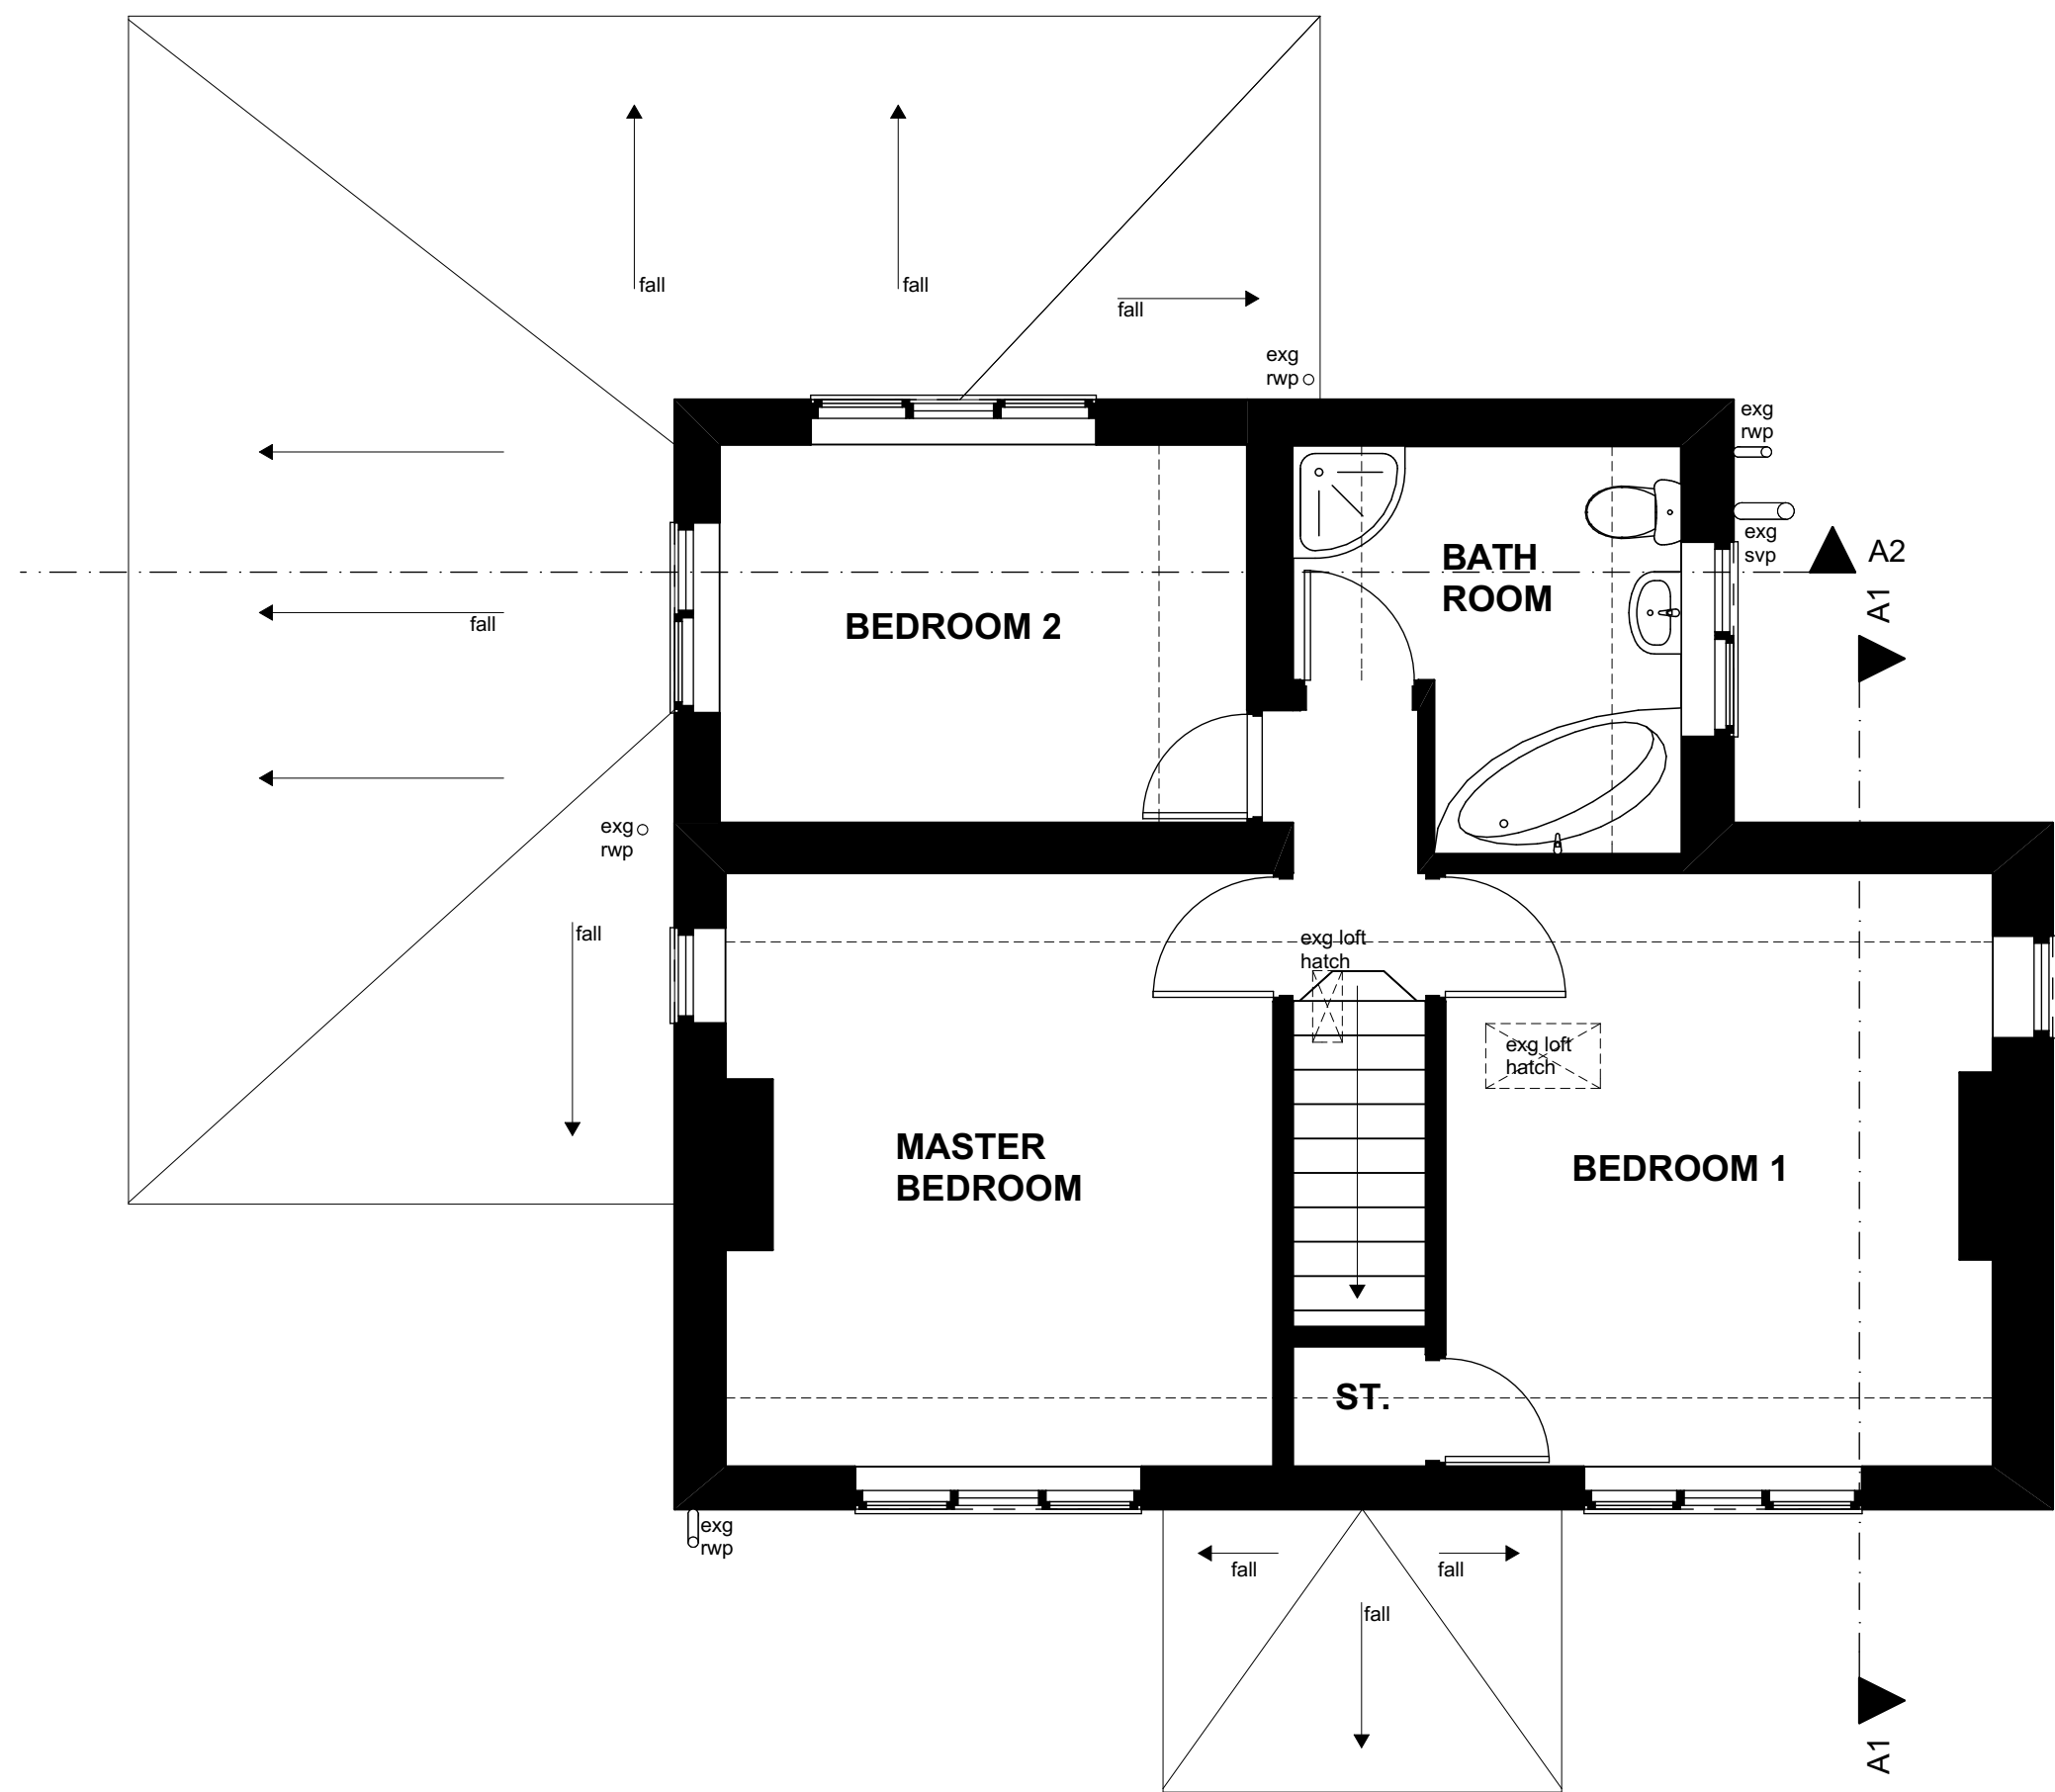 fall
fall
fall
exg
rwp
exg
rwp
exg
svp
A2
A1
BATH
ROOM
BEDROOM 2
fall
exg
rwp
fall
exg loft
hatch
exg loft
hatch
MASTER
BEDROOM
BEDROOM 1
ST.
exg
rwp
fall
fall
fall
A1